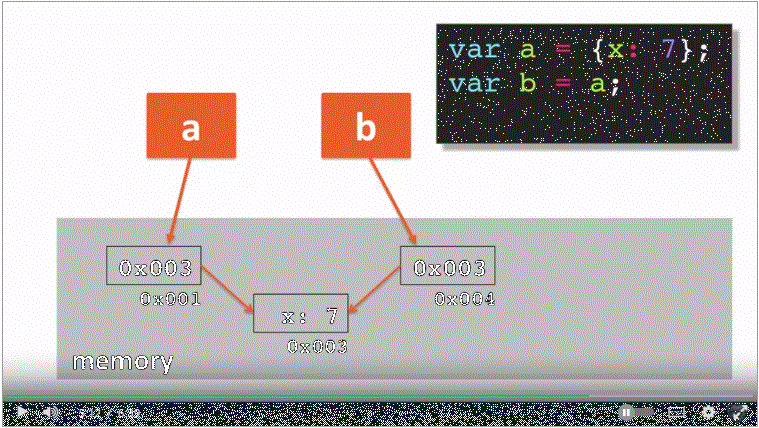 var a = {x: 7};
var b = a;
a
b
0x003
0x003
0x001
0x004
x: 7
0x003
memory